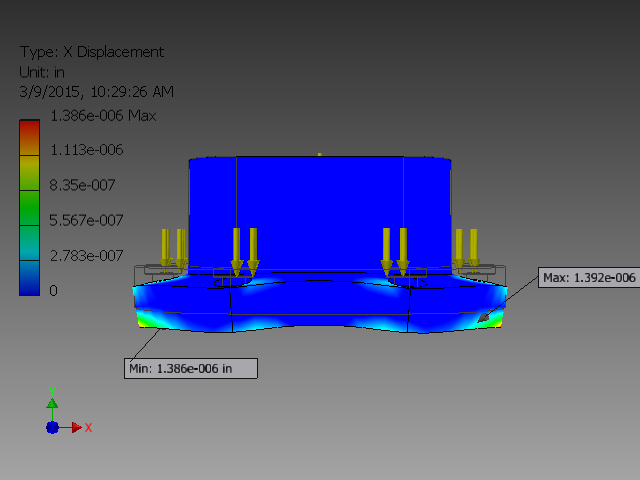 Type: X Displacement
Unit: in
3/9/2015, 10:29:26 AM
1.386e-006 Max
1.113e-006
8.35e-007
5.567e-007
2.783e-007
0
Max: 1.392e-006
Min: 1.386e-006 in
Y
X